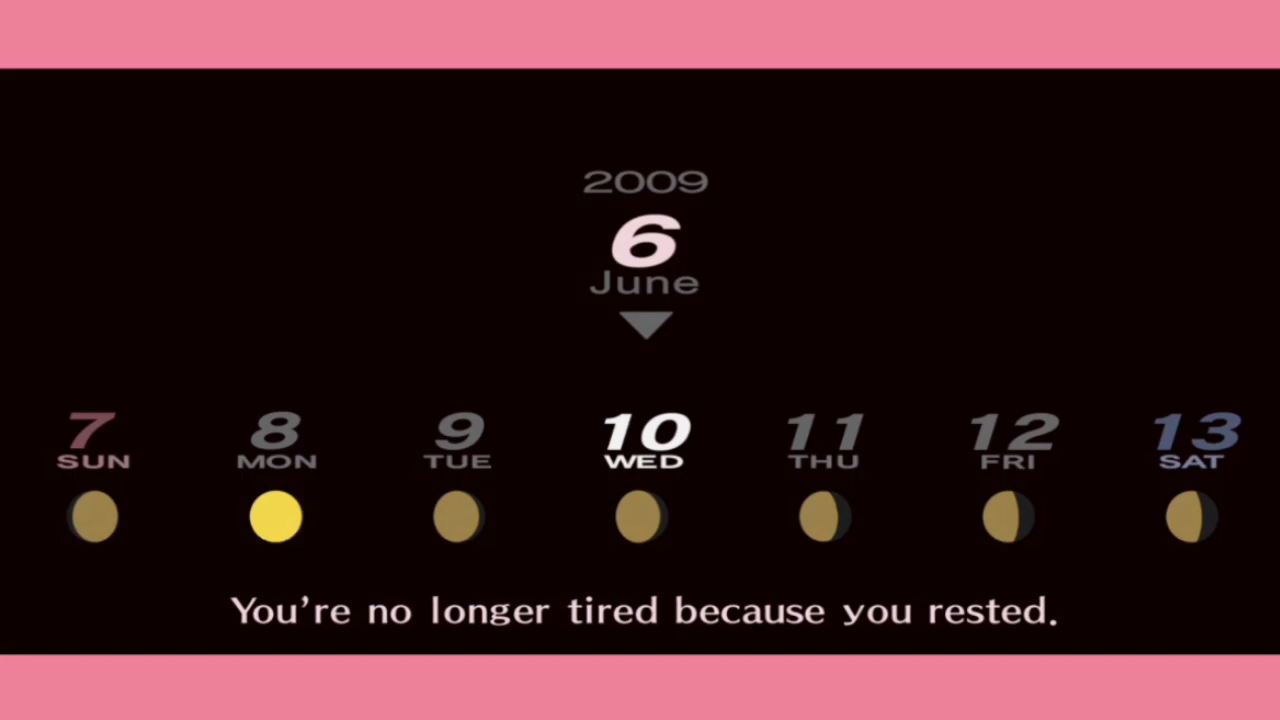 2009
6
June
7 8 9 10 11 12 13
SUN MON TUE WED THU FRI SAT
You're no longer tired because you rested.